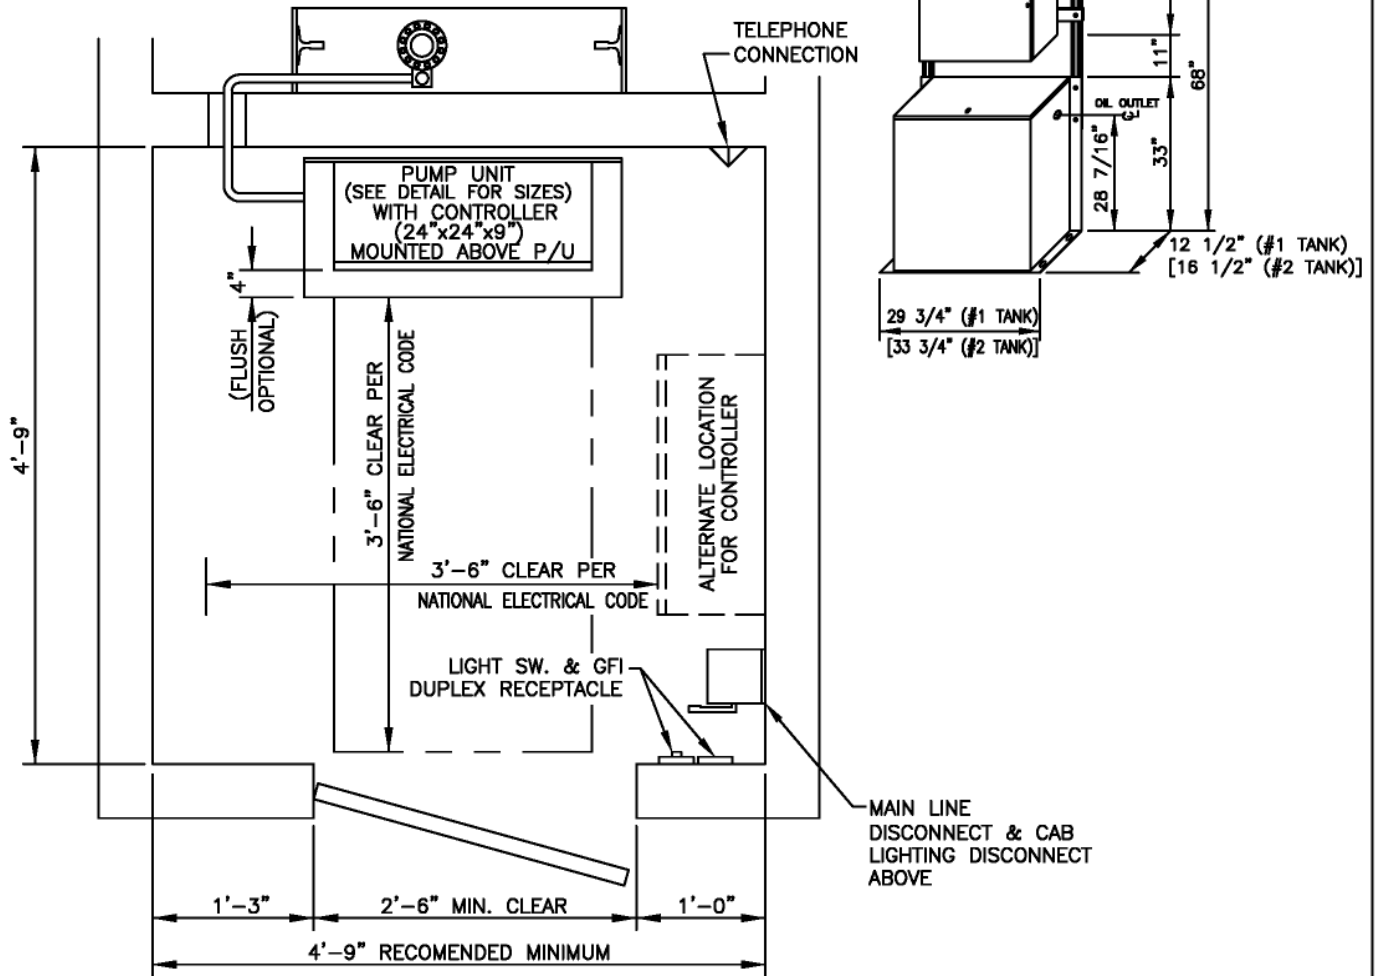 TELEPHONE
CONNECTION
11"
68"
OIL OUTLET
28 7/16"
33"
12 1/2" (#1 TANK)
[16 1/2" (#2 TANK)]
29 3/4" (#1 TANK)
[33 3/4" (#2 TANK)]
PUMP UNIT
(SEE DETAIL FOR SIZES)
WITH CONTROLLER
(24"x24"x9")
MOUNTED ABOVE P/U
4"
(FLUSH
OPTIONAL)
4'-9"
3'-6" CLEAR PER
NATIONAL ELECTRICAL CODE
ALTERNATE LOCATION
FOR CONTROLLER
3'-6" CLEAR PER
NATIONAL ELECTRICAL CODE
LIGHT SW. & GFI
DUPLEX RECEPTACLE
MAIN LINE
DISCONNECT & CAB
LIGHTING DISCONNECT
ABOVE
1'-3"
2'-6" MIN. CLEAR
1'-0"
4'-9" RECOMENDED MINIMUM